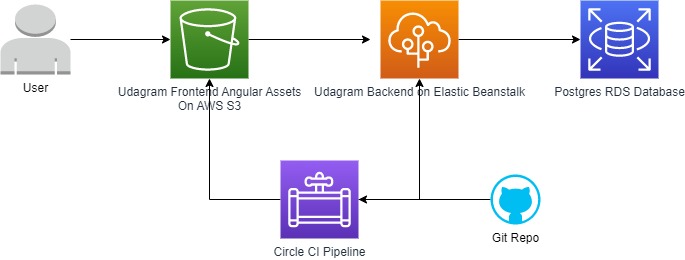 User
Udagram Frontend Angular Assets
On AWS S3
Udagram Backend on Elastic Beanstalk
Postgres RDS Database
Circle CI Pipeline
Git Repo